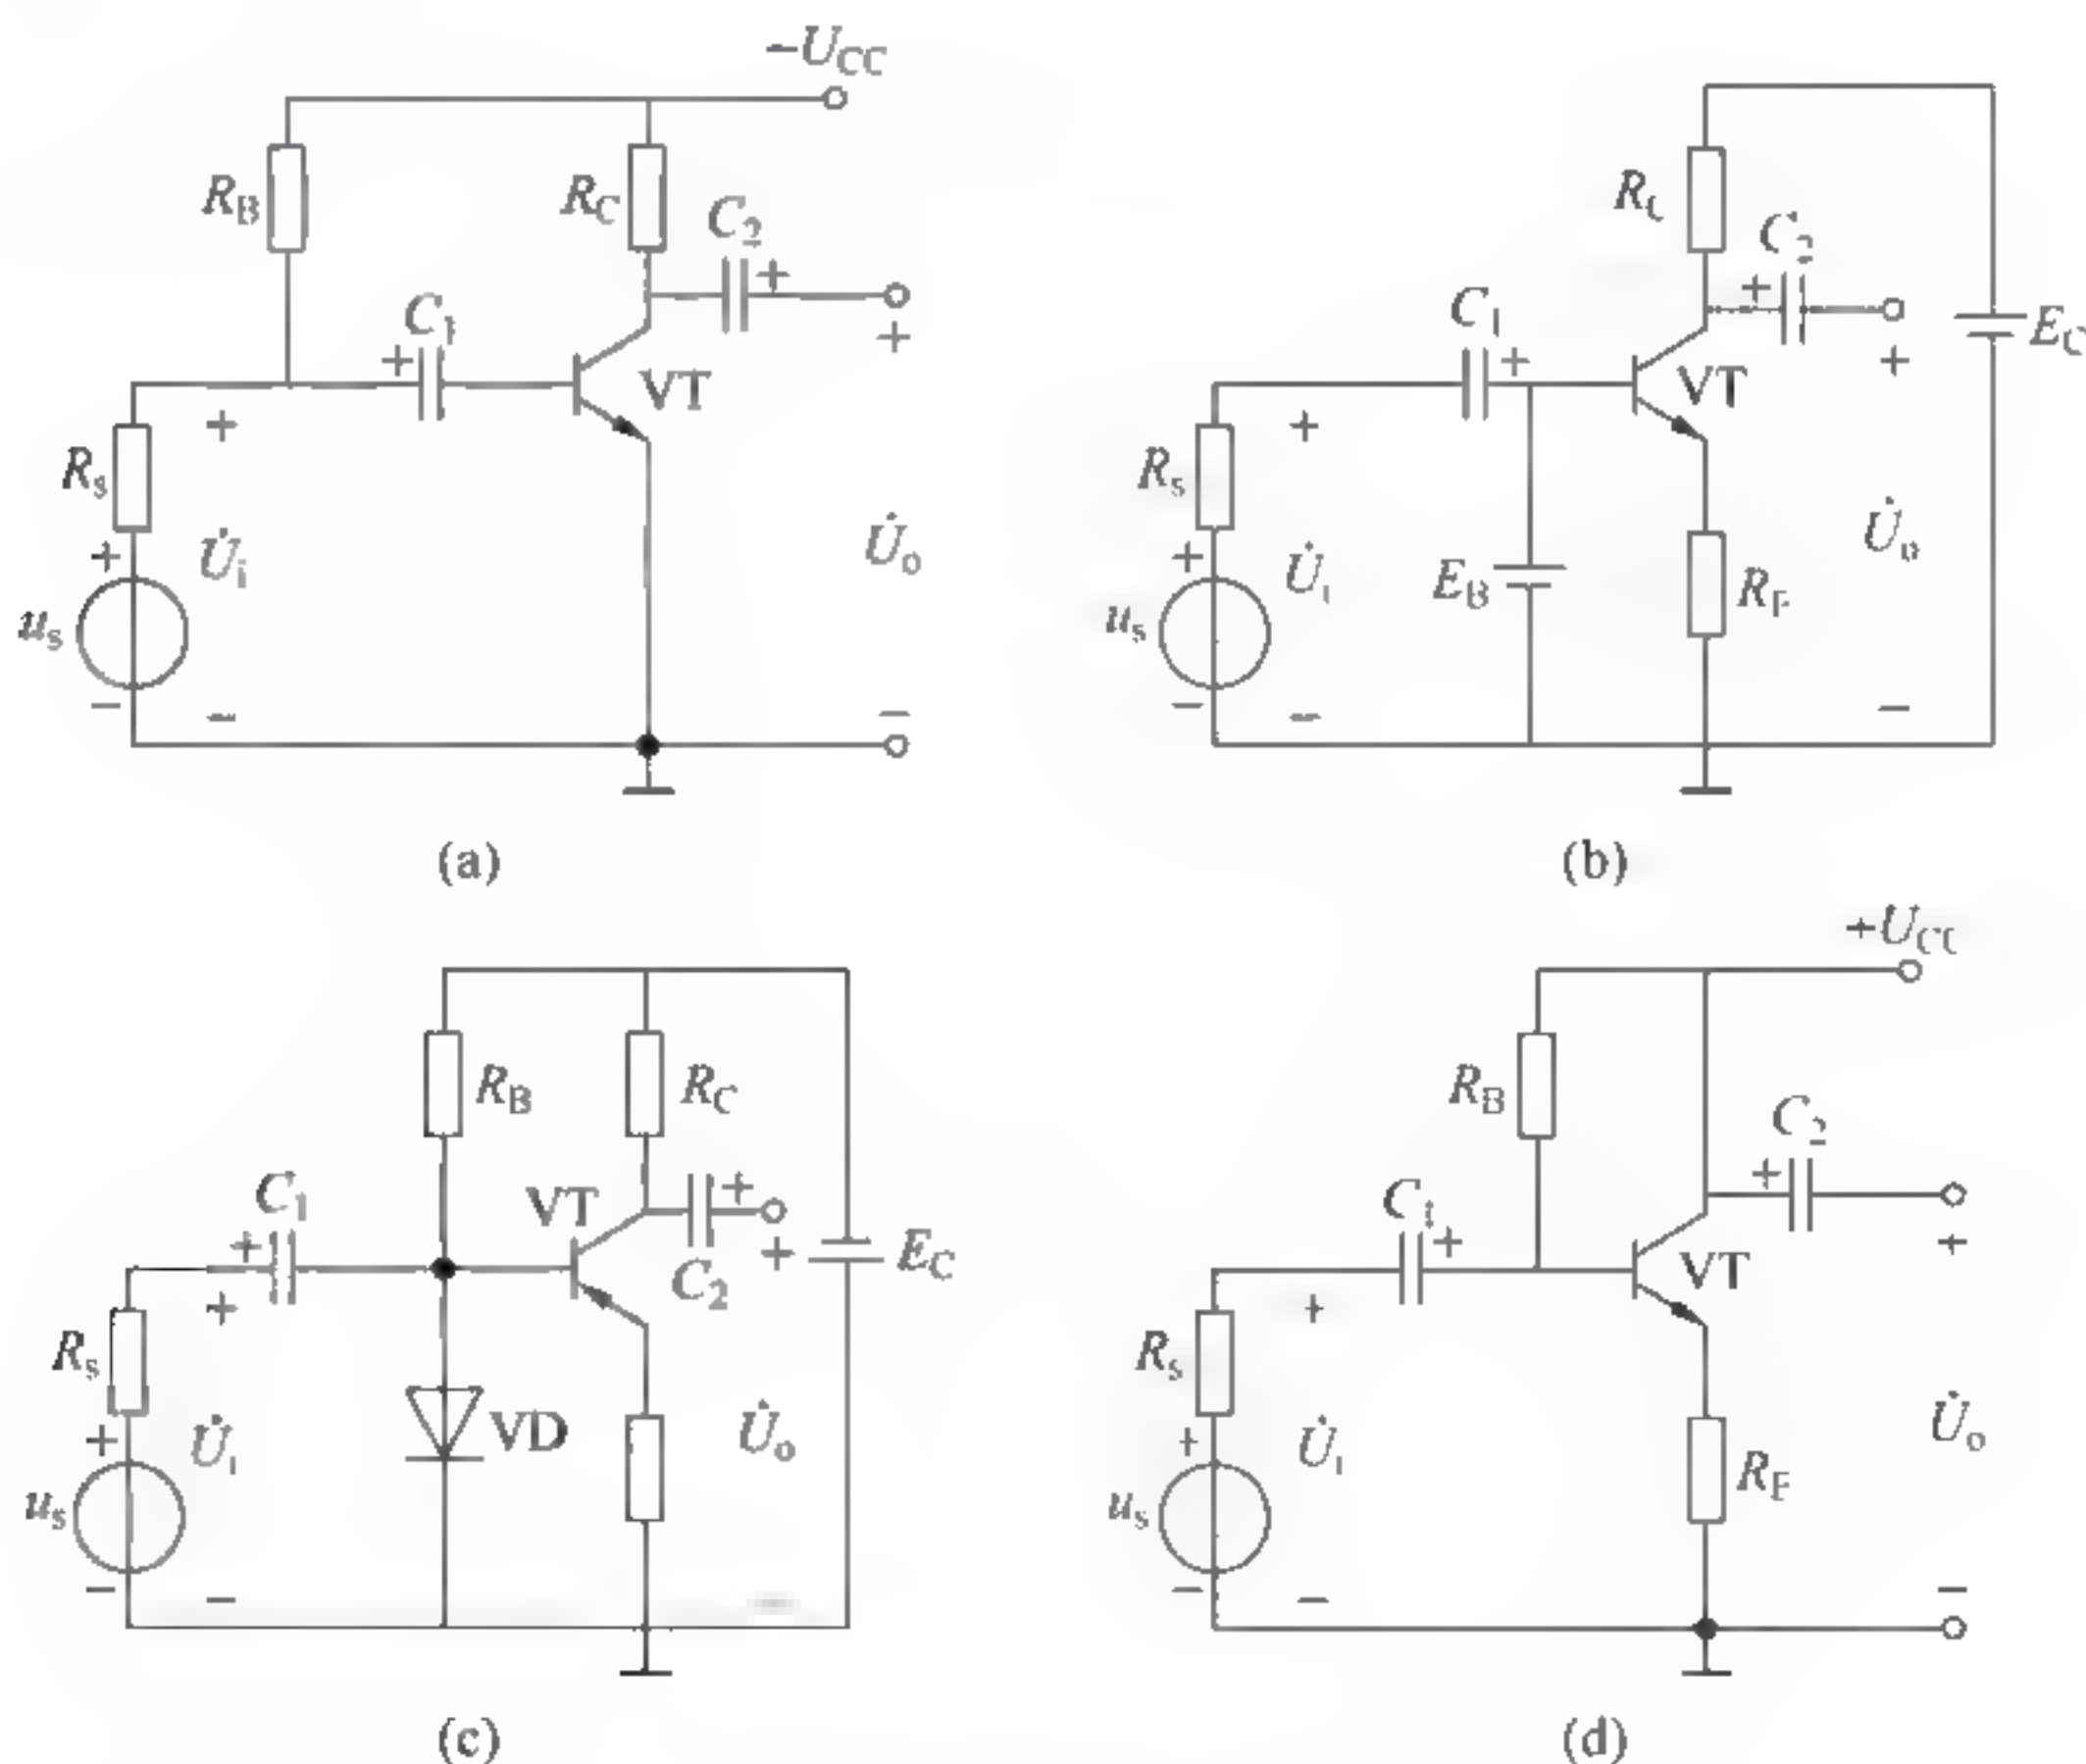 −U_CC
R_B
R_C
C_2
+
C_1
+
+
VT
+
R_s
+
U̇_i
U̇_o
u_s
−
−
−
(a)
R_C
C_2
+
E_C
C_1
+
+
VT
+
R_s
+
U̇_i
E_B
U̇_o
R_E
u_s
−
−
−
(b)
R_B
R_C
C_1
+
VT
+
C_2
+
E_C
+
R_s
VD
+
U̇_i
U̇_o
u_s
−
−
−
(c)
+U_CC
R_B
C_2
+
C_1
+
+
VT
+
R_s
+
U̇_i
U̇_o
R_E
u_s
−
−
−
(d)